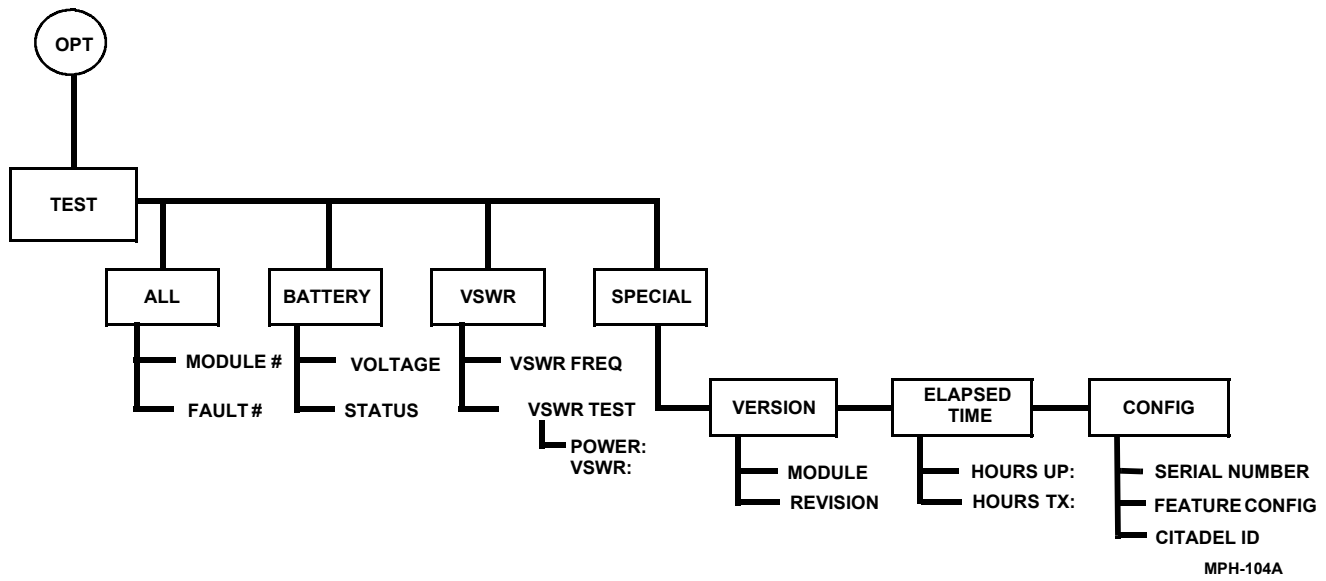 OPT
TEST
ALL
BATTERY
VSWR
SPECIAL
MODULE #
FAULT #
VOLTAGE
STATUS
VSWR FREQ
VSWR TEST
POWER:
VSWR:
VERSION
ELAPSED
TIME
CONFIG
MODULE
REVISION
HOURS UP:
HOURS TX:
SERIAL NUMBER
FEATURE CONFIG
CITADEL ID
MPH-104A